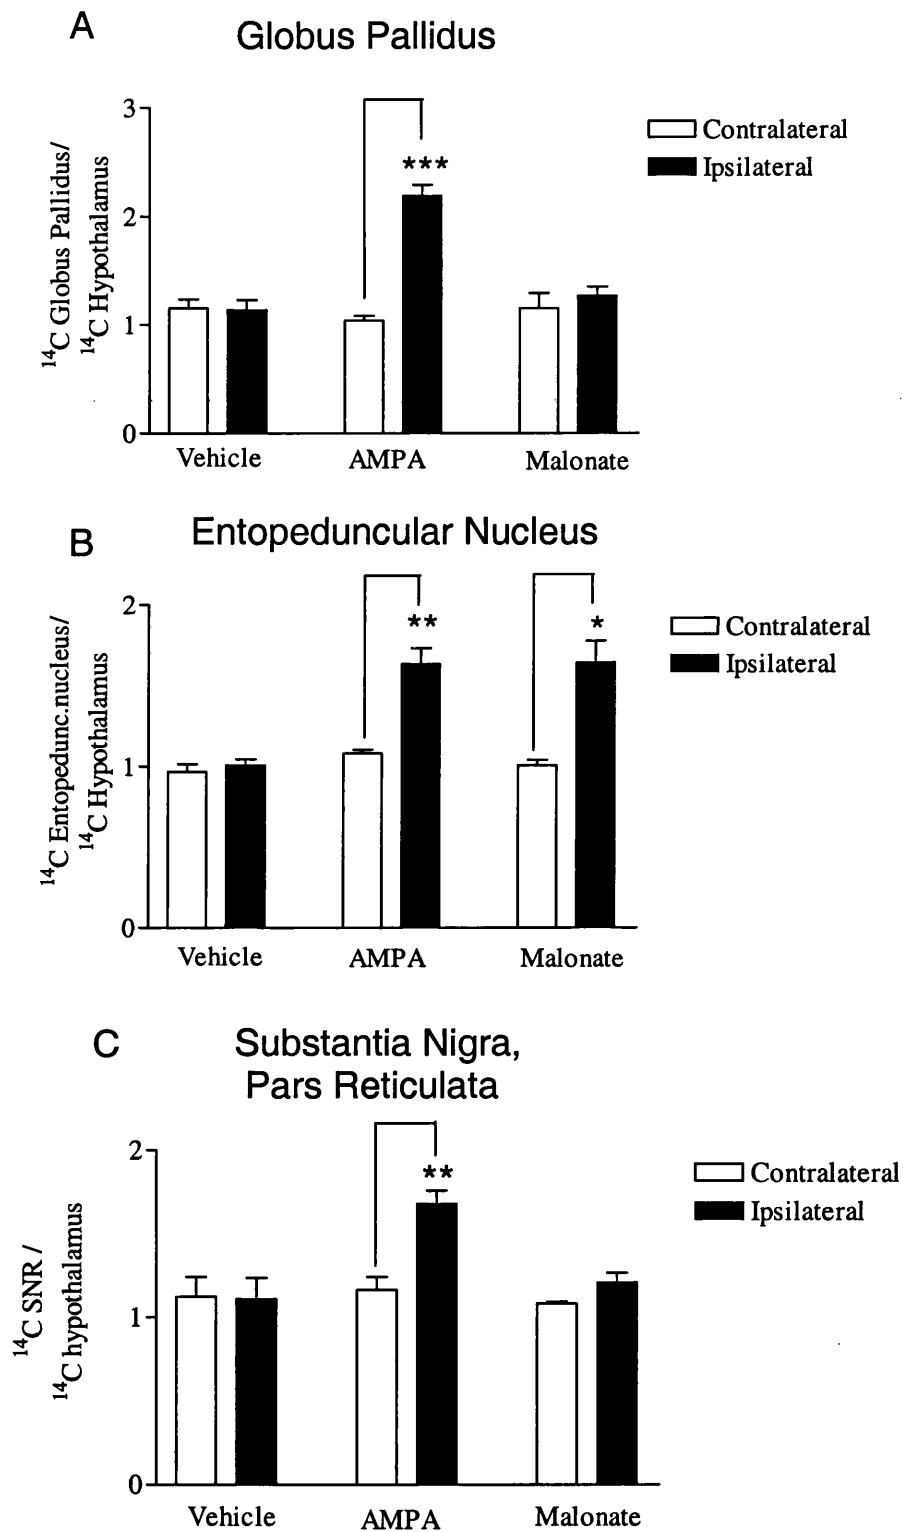 A
Globus Pallidus
¹⁴C Globus Pallidus/
¹⁴C Hypothalamus
3
2
1
0
***
Contralateral
Ipsilateral
Vehicle
AMPA
Malonate
B
Entopeduncular Nucleus
¹⁴C Entopedunc.nucleus/
¹⁴C Hypothalamus
2
1
0
**
*
Contralateral
Ipsilateral
Vehicle
AMPA
Malonate
C
Substantia Nigra,
Pars Reticulata
¹⁴C SNR /
¹⁴C hypothalamus
2
1
0
**
Contralateral
Ipsilateral
Vehicle
AMPA
Malonate